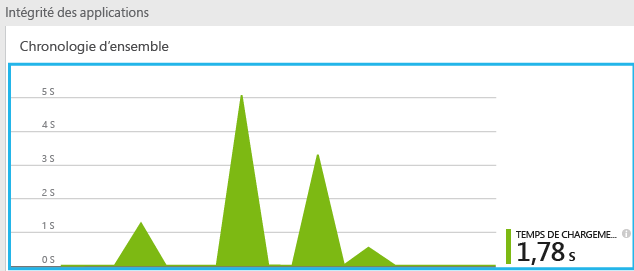 Intégrité des applications
Chronologie d'ensemble
5 S
4 S
3 S
2 S
1 S
0 S
TEMPS DE CHARGEME...
1,78 s